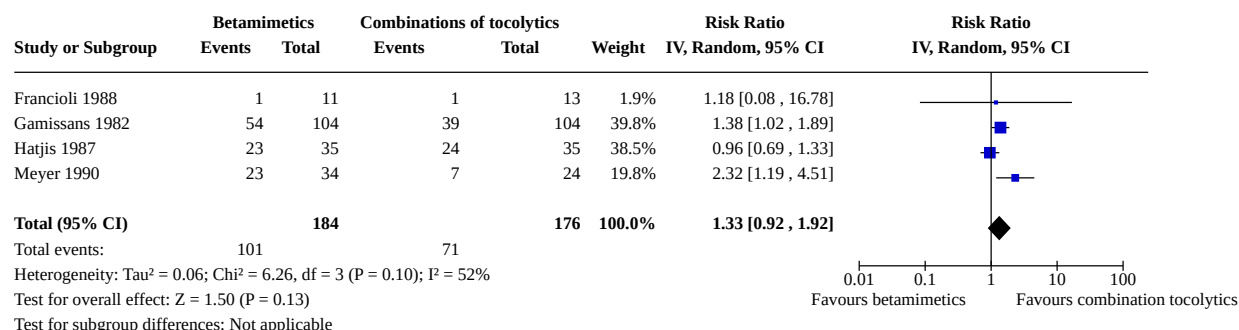 Betamimetics Combinations of tocolytics Risk Ratio Risk Ratio
Study or Subgroup Events Total Events Total Weight IV, Random, 95% CI IV, Random, 95% CI
Francioli 1988 1 11 1 13 1.9% 1.18 [0.08 , 16.78]
Gamissans 1982 54 104 39 104 39.8% 1.38 [1.02 , 1.89]
Hatjis 1987 23 35 24 35 38.5% 0.96 [0.69 , 1.33]
Meyer 1990 23 34 7 24 19.8% 2.32 [1.19 , 4.51]
Total (95% CI) 184 176 100.0% 1.33 [0.92 , 1.92]
Total events: 101 71
Heterogeneity: Tau² = 0.06; Chi² = 6.26, df = 3 (P = 0.10); I² = 52% 0.01 0.1 1 10 100
Test for overall effect: Z = 1.50 (P = 0.13) Favours betamimetics Favours combination tocolytics
Test for subgroup differences: Not applicable